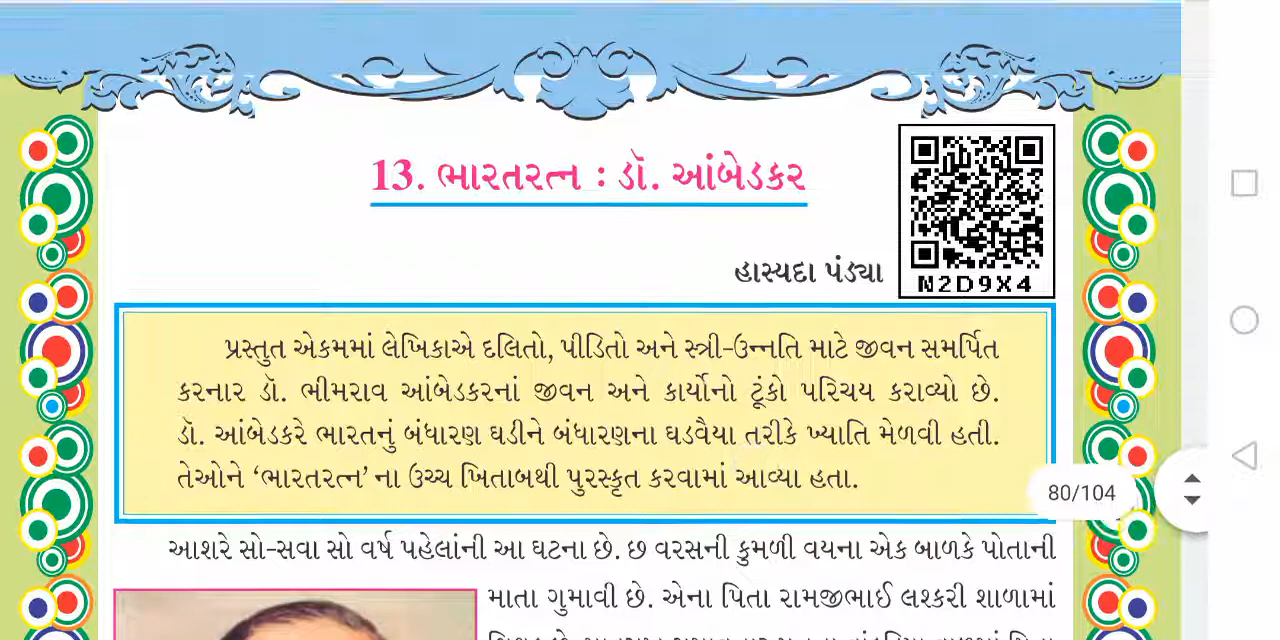 13. ભારતરત્ન : ડૉ. આંબેડકર
હાસ્યદા પંડ્યા
N2D9X4
પ્રસ્તુત એકમમાં લેખિકાએ દલિતો, પીડિતો અને સ્ત્રી-ઉન્નતિ માટે જીવન સમર્પિત
કરનાર ડૉ. ભીમરાવ આંબેડકરનાં જીવન અને કાર્યોનો ટૂંકો પરિચય કરાવ્યો છે.
ડૉ. આંબેડકરે ભારતનું બંધારણ ઘડીને બંધારણના ઘડવૈયા તરીકે ખ્યાતિ મેળવી હતી.
તેઓને ‘ભારતરત્ન’ ના ઉચ્ચ ખિતાબથી પુરસ્કૃત કરવામાં આવ્યા હતા.
80/104
આશરે સો-સવા સો વર્ષ પહેલાંની આ ઘટના છે. છ વરસની કુમળી વયના એક બાળકે પોતાની
માતા ગુમાવી છે. એના પિતા રામજીભાઈ લશ્કરી શાળામાં